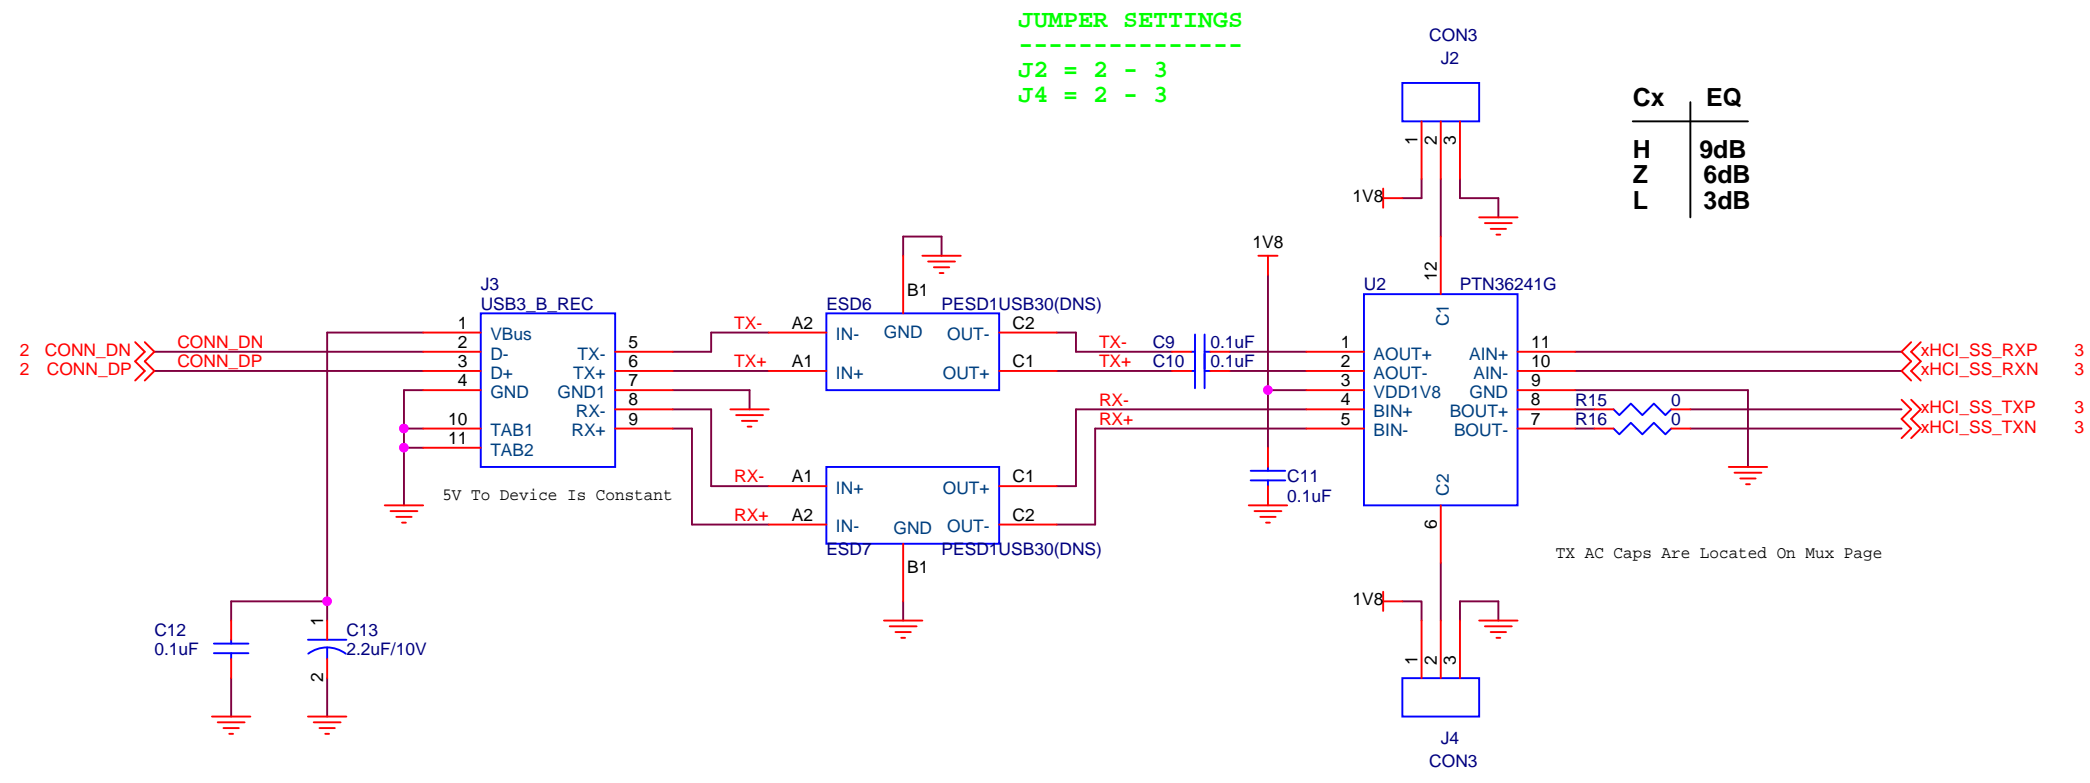 JUMPER SETTINGS
---------------
J2 = 2 - 3
J4 = 2 - 3
CON3
J2
1 2 3
1V8
Cx EQ
H 9dB
Z 6dB
L 3dB
2 CONN_DN CONN_DN
2 CONN_DP CONN_DP
J3
USB3_B_REC
1 VBus
2 D-
3 D+
4 GND
10 TAB1
11 TAB2
TX- 5
TX+ 6
GND1 7
RX- 8
RX+ 9
5V To Device Is Constant
C12
0.1uF
1
C13
2.2uF/10V
2
B1
ESD6 PESD1USB30(DNS)
TX- A2 IN- GND OUT- C2
TX+ A1 IN+ OUT+ C1
TX- C9 0.1uF
TX+ C10 0.1uF
RX-
RX+
RX- A1 IN+ OUT+ C1
RX+ A2 IN- GND OUT- C2
ESD7 PESD1USB30(DNS)
B1
1V8
C11
0.1uF
12
U2 PTN36241G
C1
1 AOUT+ AIN+ 11
2 AOUT- AIN- 10
3 VDD1V8 GND 9
4 BIN+ BOUT+ 8
5 BIN- BOUT- 7
C2
6
R15 0
R16 0
xHCI_SS_RXP 3
xHCI_SS_RXN 3
xHCI_SS_TXP 3
xHCI_SS_TXN 3
TX AC Caps Are Located On Mux Page
1V8
1 2 3
J4
CON3